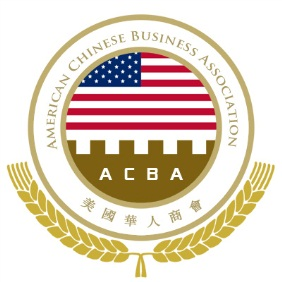 AMERICAN CHINESE BUSINESS ASSOCIATION
ACBA
美國華人商會